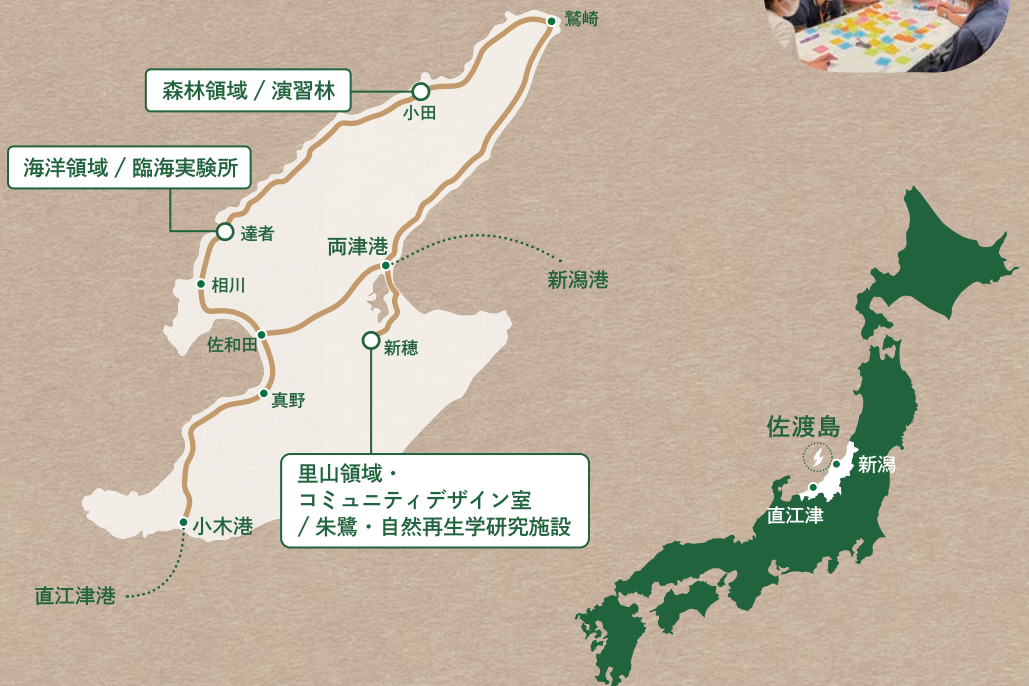 鷲崎
森林領域 / 演習林
小田
海洋領域 / 臨海実験所
達者
両津港
新潟港
相川
佐和田
新穂
真野
里山領域・
コミュニティデザイン室
/ 朱鷺・自然再生学研究施設
小木港
直江津港
佐渡島
新潟
直江津